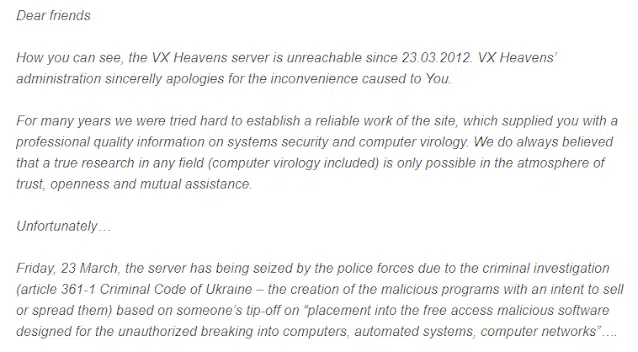 Dear friends
How you can see, the VX Heavens server is unreachable since 23.03.2012. VX Heavens'
administration sincerelly apologies for the inconvenience caused to You.
For many years we were tried hard to establish a reliable work of the site, which supplied you with a
professional quality information on systems security and computer virology. We do always believed
that a true research in any field (computer virology included) is only possible in the atmosphere of
trust, openness and mutual assistance.
Unfortunately…
Friday, 23 March, the server has being seized by the police forces due to the criminal investigation
(article 361-1 Criminal Code of Ukraine – the creation of the malicious programs with an intent to sell
or spread them) based on someone's tip-off on "placement into the free access malicious software
designed for the unauthorized breaking into computers, automated systems, computer networks"….